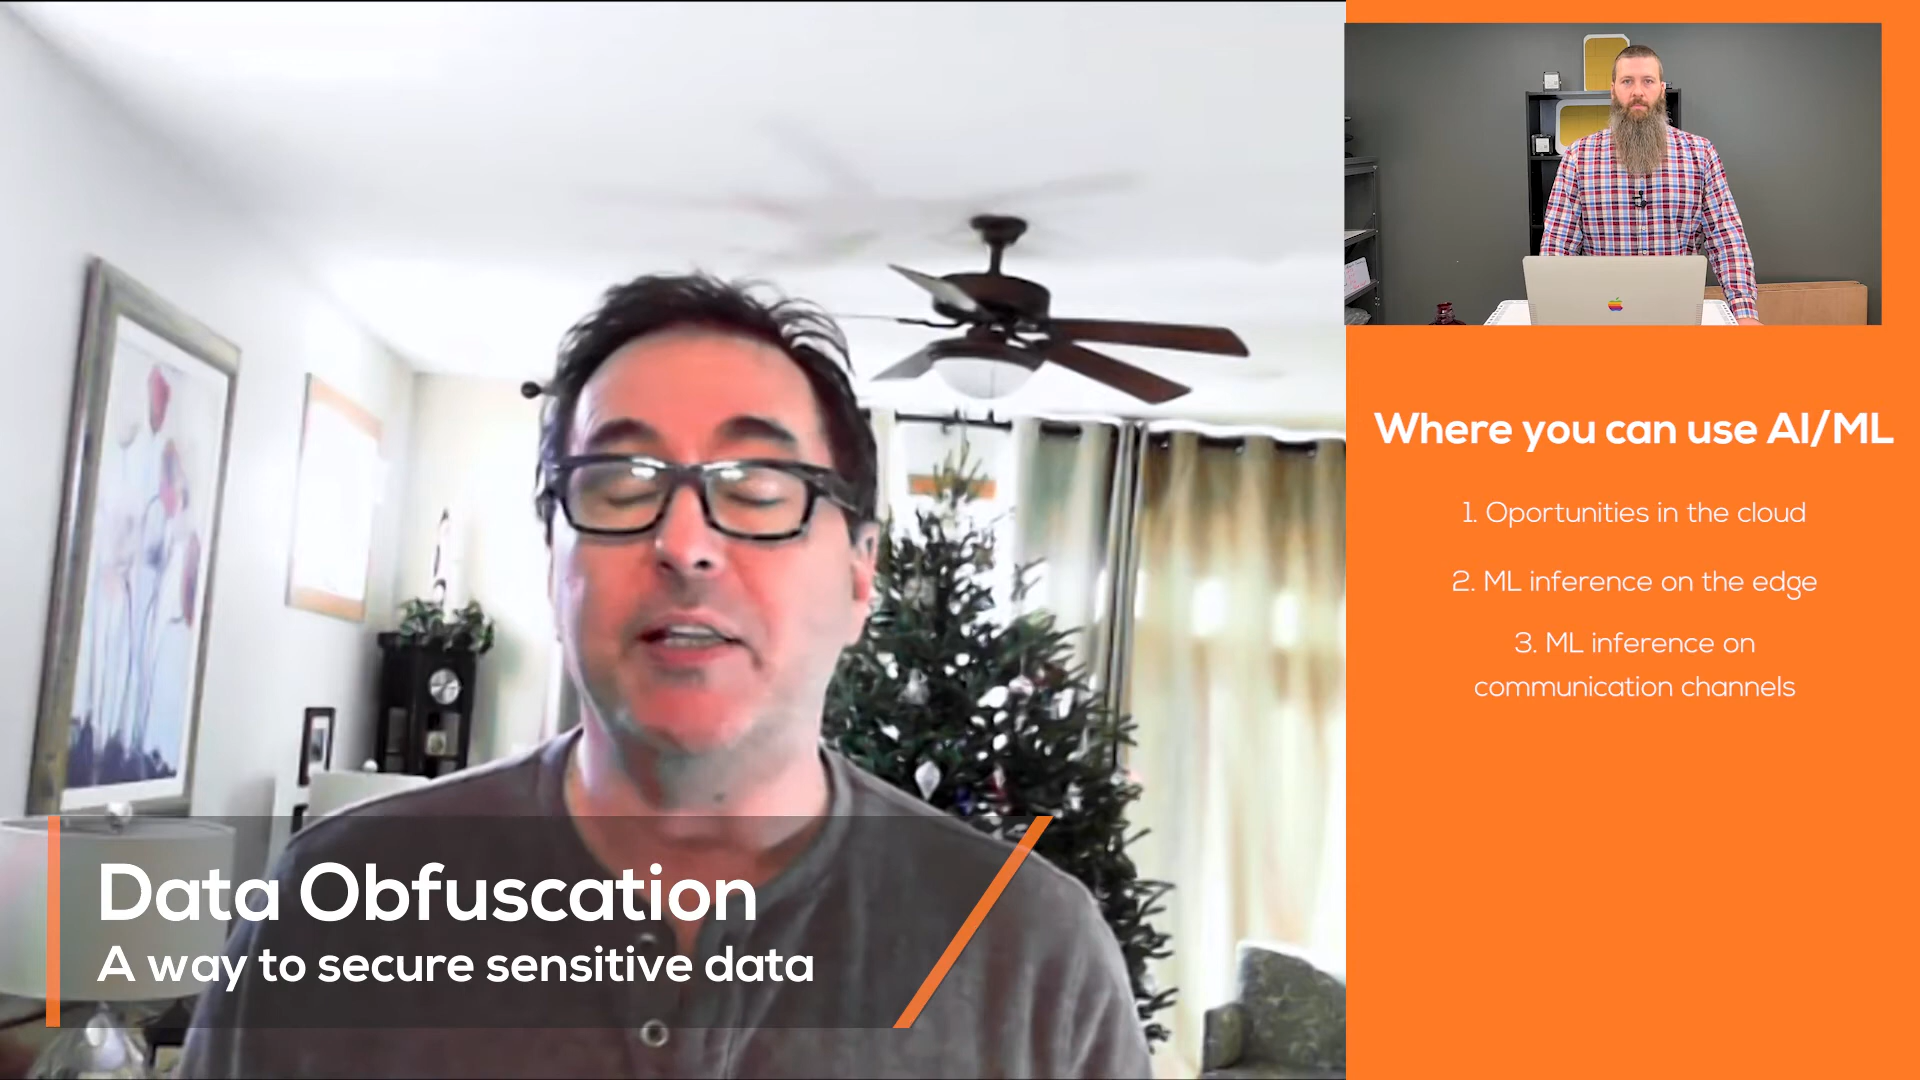 Data Obfuscation
A way to secure sensitive data
Where you can use AI/ML
1. Oportunities in the cloud
2. ML inference on the edge
3. ML inference on
communication channels